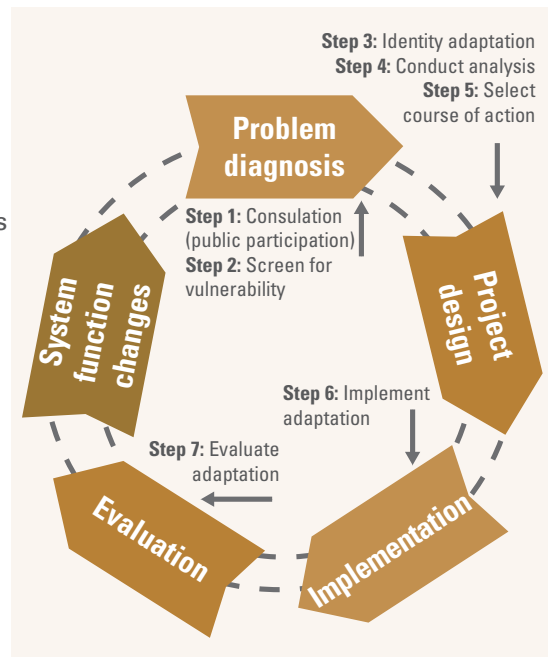 Step 3: Identity adaptation
Step 4: Conduct analysis
Step 5: Select
course of action
Problem
diagnosis
Step 1: Consulation
(public participation)
Step 2: Screen for
vulnerability
Project
design
Step 6: Implement
adaptation
Implementation
Step 7: Evaluate
adaptation
Evaluation
System
function
changes
s